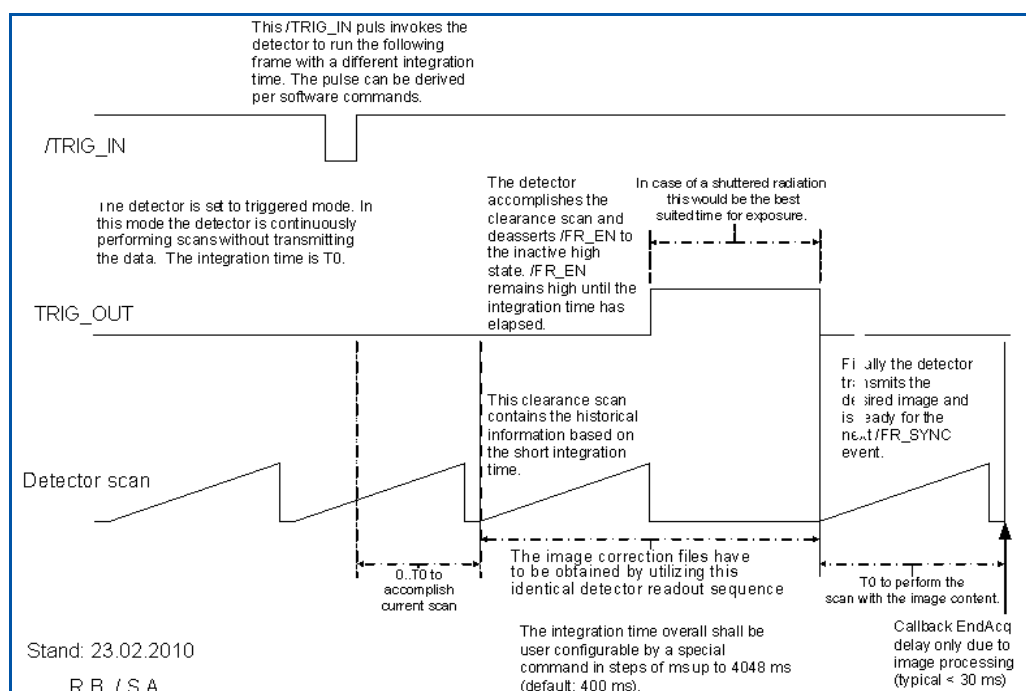 This /TRIG_IN puls invokes the
detector to run the following
frame with a different integration
time. The pulse can be derived
per software commands.
/TRIG_IN
The detector is set to triggered mode. In
this mode the detector is continuously
performing scans without transmitting
the data. The integration time is T0.
The detector
accomplishes the
clearance scan and
deasserts /FR_EN to
the inactive high
state. /FR_EN
remains high until the
integration time has
elapsed.
In case of a shuttered radiation
this would be the best
suited time for exposure.
TRIG_OUT
This clearance scan
contains the historical
information based on
the short integration
time.
Finally the detector
transmits the
desired image and
is ready for the
next /FR_SYNC
event.
Detector scan
0..T0 to
accomplish
current scan
The image correction files have
to be obtained by utilizing this
identical detector readout sequence
T0 to perform the
scan with the image content.
The integration time overall shall be
user configurable by a special
command in steps of ms up to 4048 ms
(default: 400 ms).
Callback EndAcq
delay only due to
image processing
(typical < 30 ms)
Stand: 23.02.2010
R.B. / S.A.